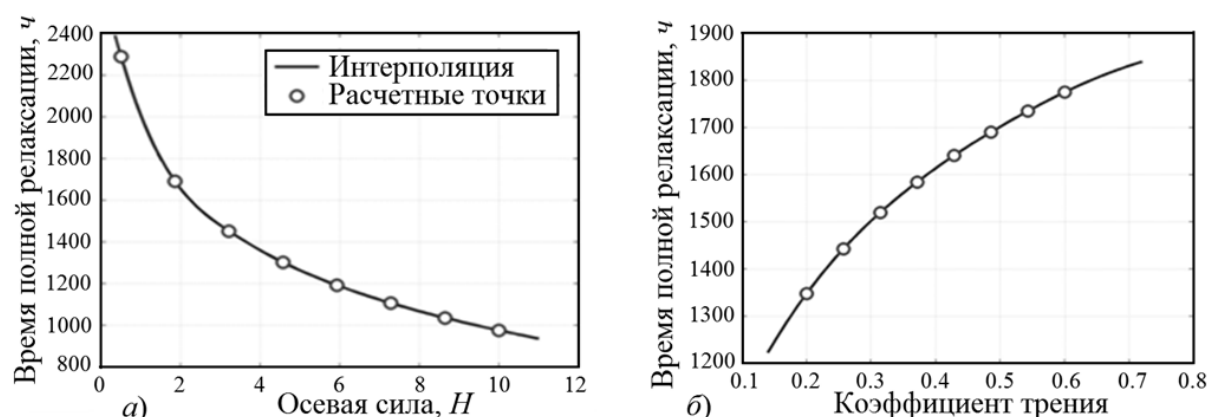 Время полной релаксации, ч
2400
2200
2000
1800
1600
1400
1200
1000
800
Интерполяция
Расчетные точки
0 2 4 6 8 10 12
а) Осевая сила, Н
Время полной релаксации, ч
1900
1800
1700
1600
1500
1400
1300
1200
0.1 0.2 0.3 0.4 0.5 0.6 0.7 0.8
б) Коэффициент трения